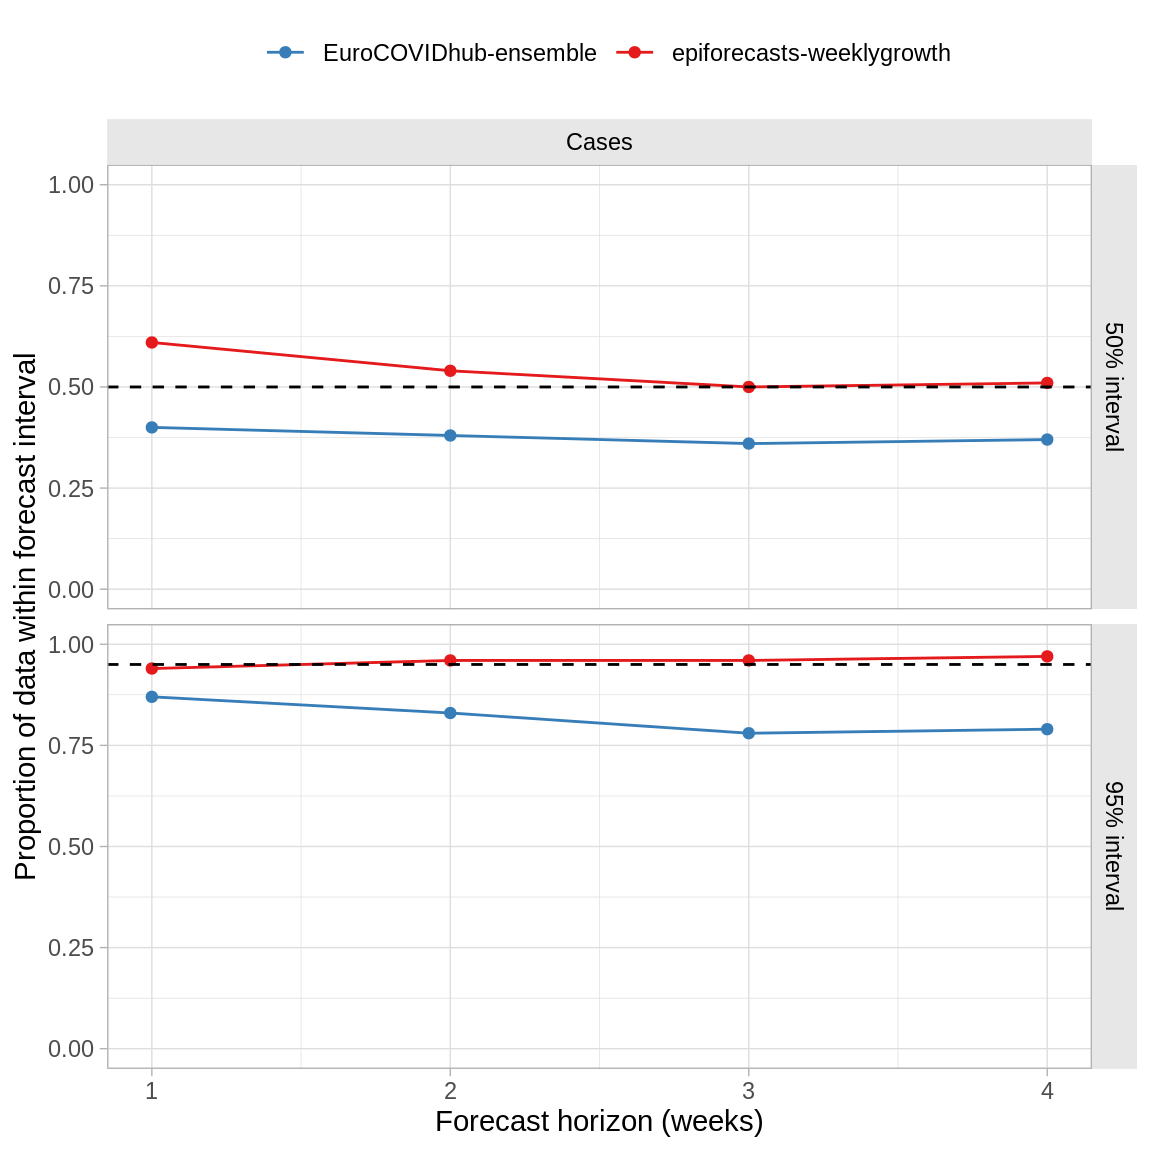 EuroCOVIDhub-ensemble epiforecasts-weeklygrowth
Cases
1.00
0.75
0.50
0.25
0.00
50% interval
1.00
0.75
0.50
0.25
0.00
95% interval
Proportion of data within forecast interval
1 2 3 4
Forecast horizon (weeks)